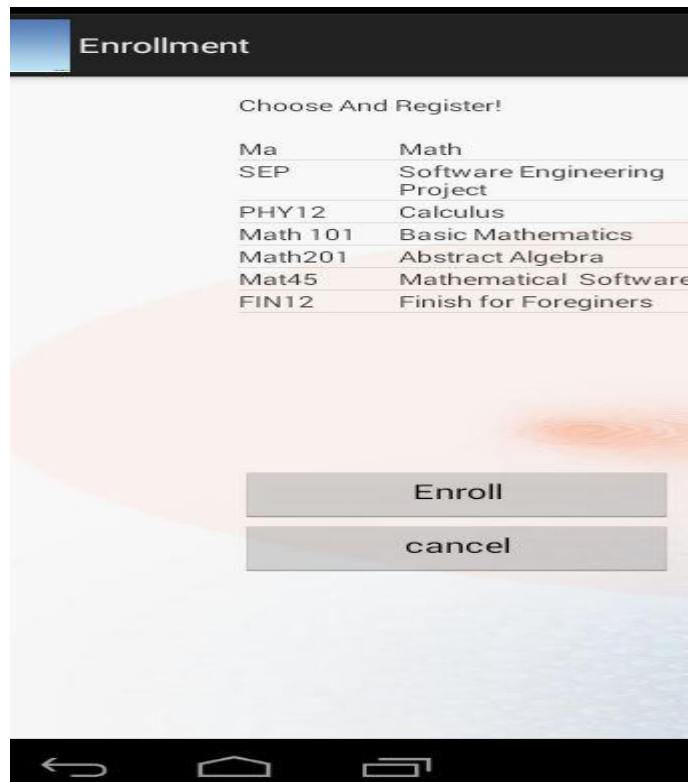 Enrollment
Choose And Register!
Ma Math
SEP Software Engineering
Project
PHY12 Calculus
Math 101 Basic Mathematics
Math201 Abstract Algebra
Mat45 Mathematical Software
FIN12 Finish for Foreginers
Enroll
cancel